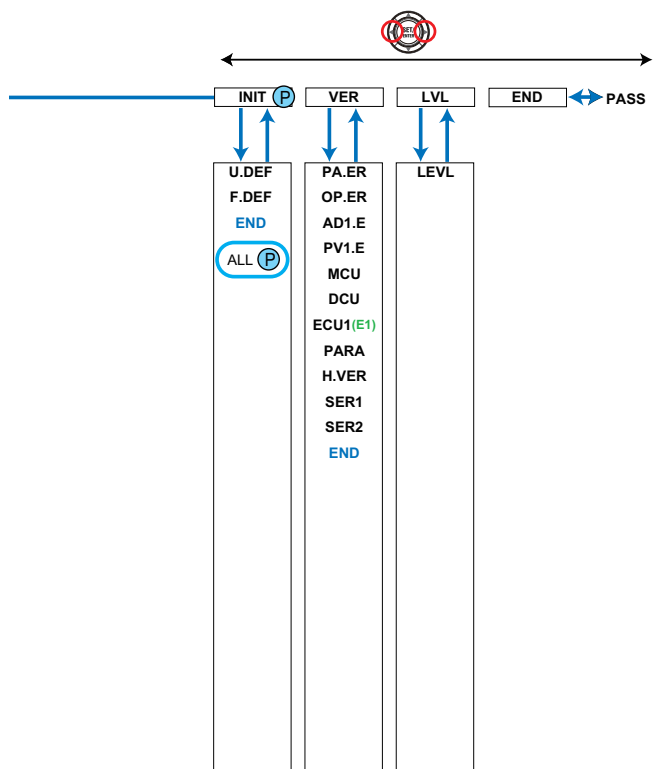 SET/
ENTER
INIT P VER LVL END PASS
U.DEF
F.DEF
END
ALL P
PA.ER
OP.ER
AD1.E
PV1.E
MCU
DCU
ECU1(E1)
PARA
H.VER
SER1
SER2
END
LEVL